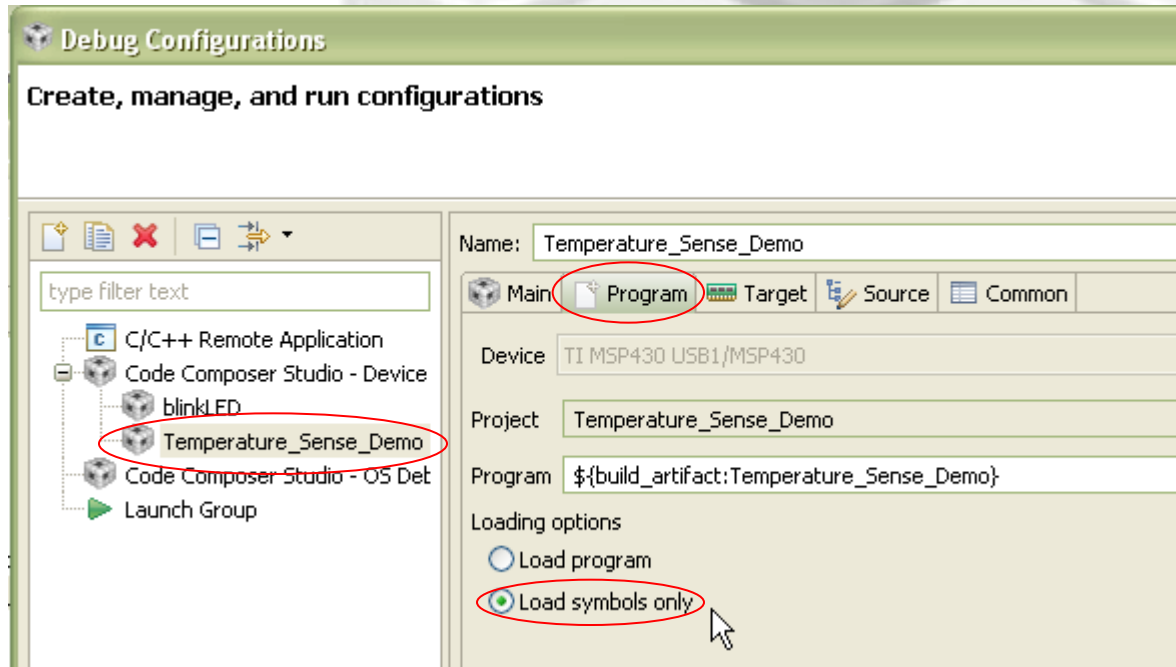 Debug Configurations
Create, manage, and run configurations
Name: Temperature_Sense_Demo
type filter text
Main Program Target Source Common
C/C++ Remote Application
Device TI MSP430 USB1/MSP430
Code Composer Studio - Device
blinkLED
Project Temperature_Sense_Demo
Temperature_Sense_Demo
Code Composer Studio - OS Deb
Program ${build_artifact:Temperature_Sense_Demo}
Launch Group
Loading options
Load program
Load symbols only